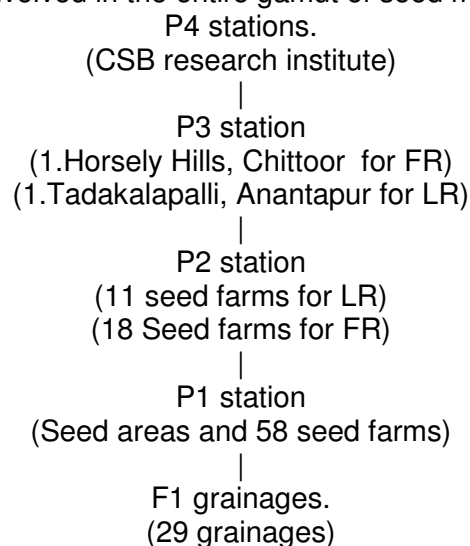 P4 stations.
(CSB research institute)
|
P3 station
(1.Horsely Hills, Chittoor for FR)
(1.Tadakalapalli, Anantapur for LR)
|
P2 station
(11 seed farms for LR)
(18 Seed farms for FR)
|
P1 station
(Seed areas and 58 seed farms)
|
F1 grainages.
(29 grainages)